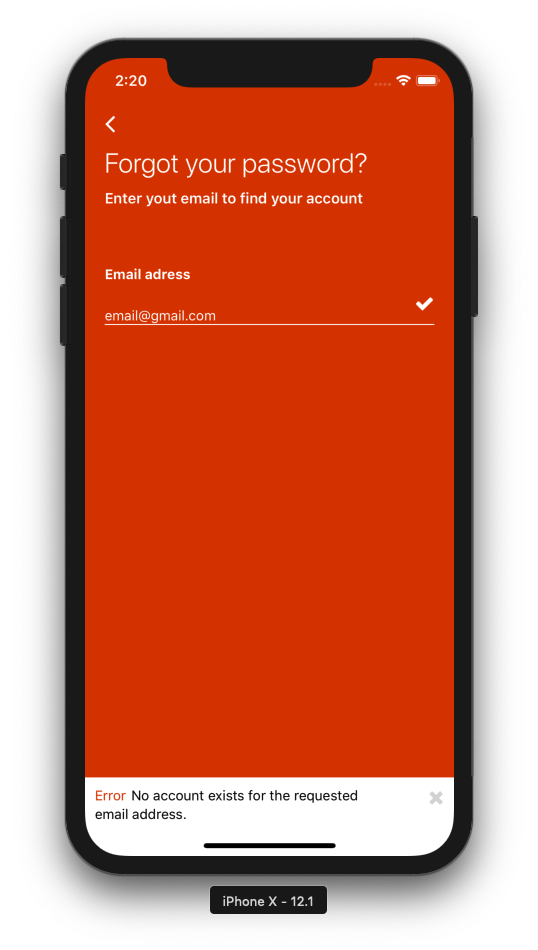 2:20
Forgot your password?
Enter yout email to find your account
Email adress
email@gmail.com
Error No account exists for the requested
email address.
iPhone X - 12.1